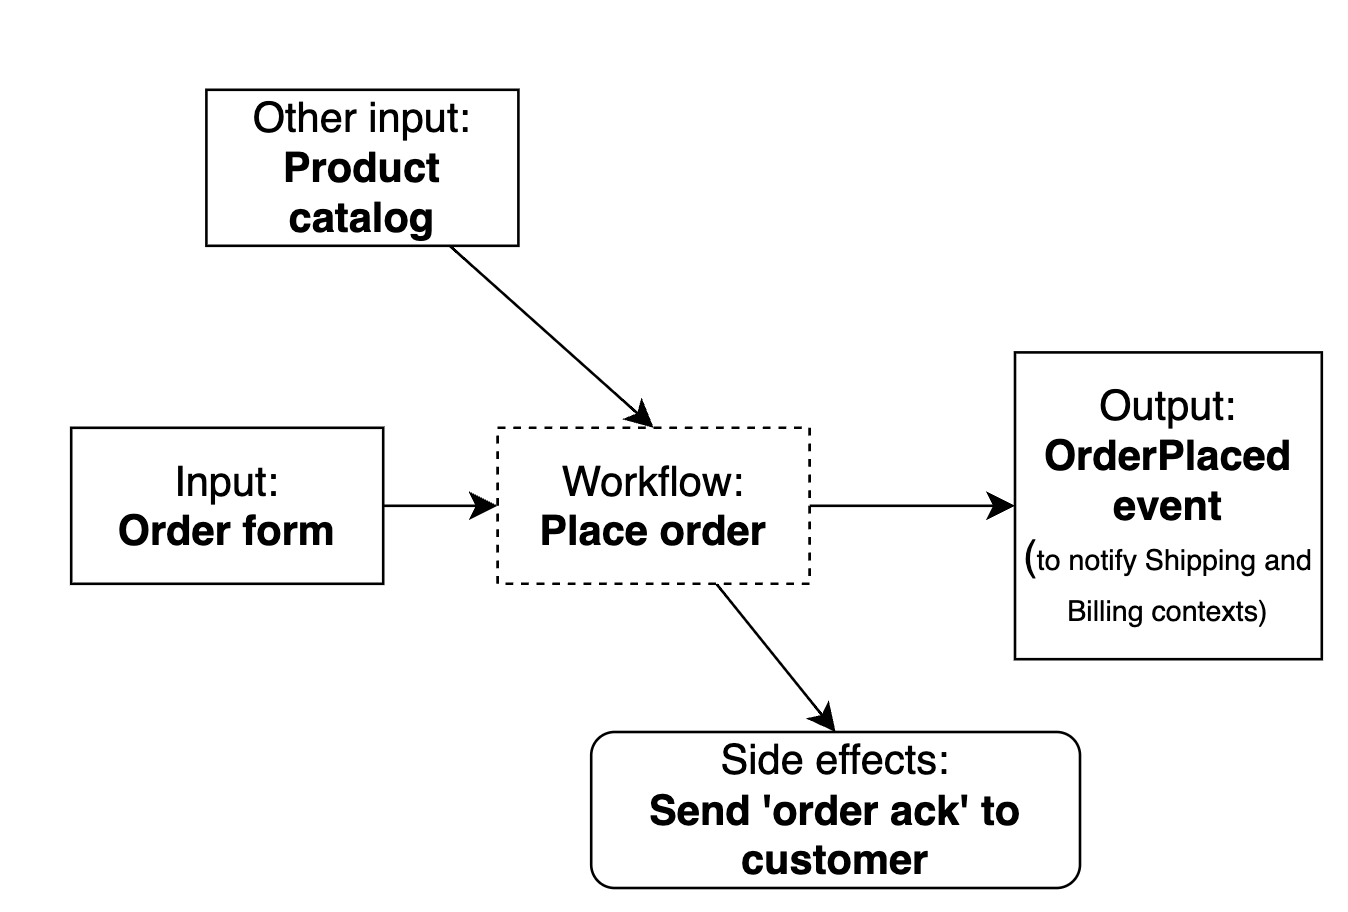 Other input:
Product
catalog
Input:
Order form
Workflow:
Place order
Output:
OrderPlaced
event
(to notify Shipping and
Billing contexts)
Side effects:
Send 'order ack' to
customer